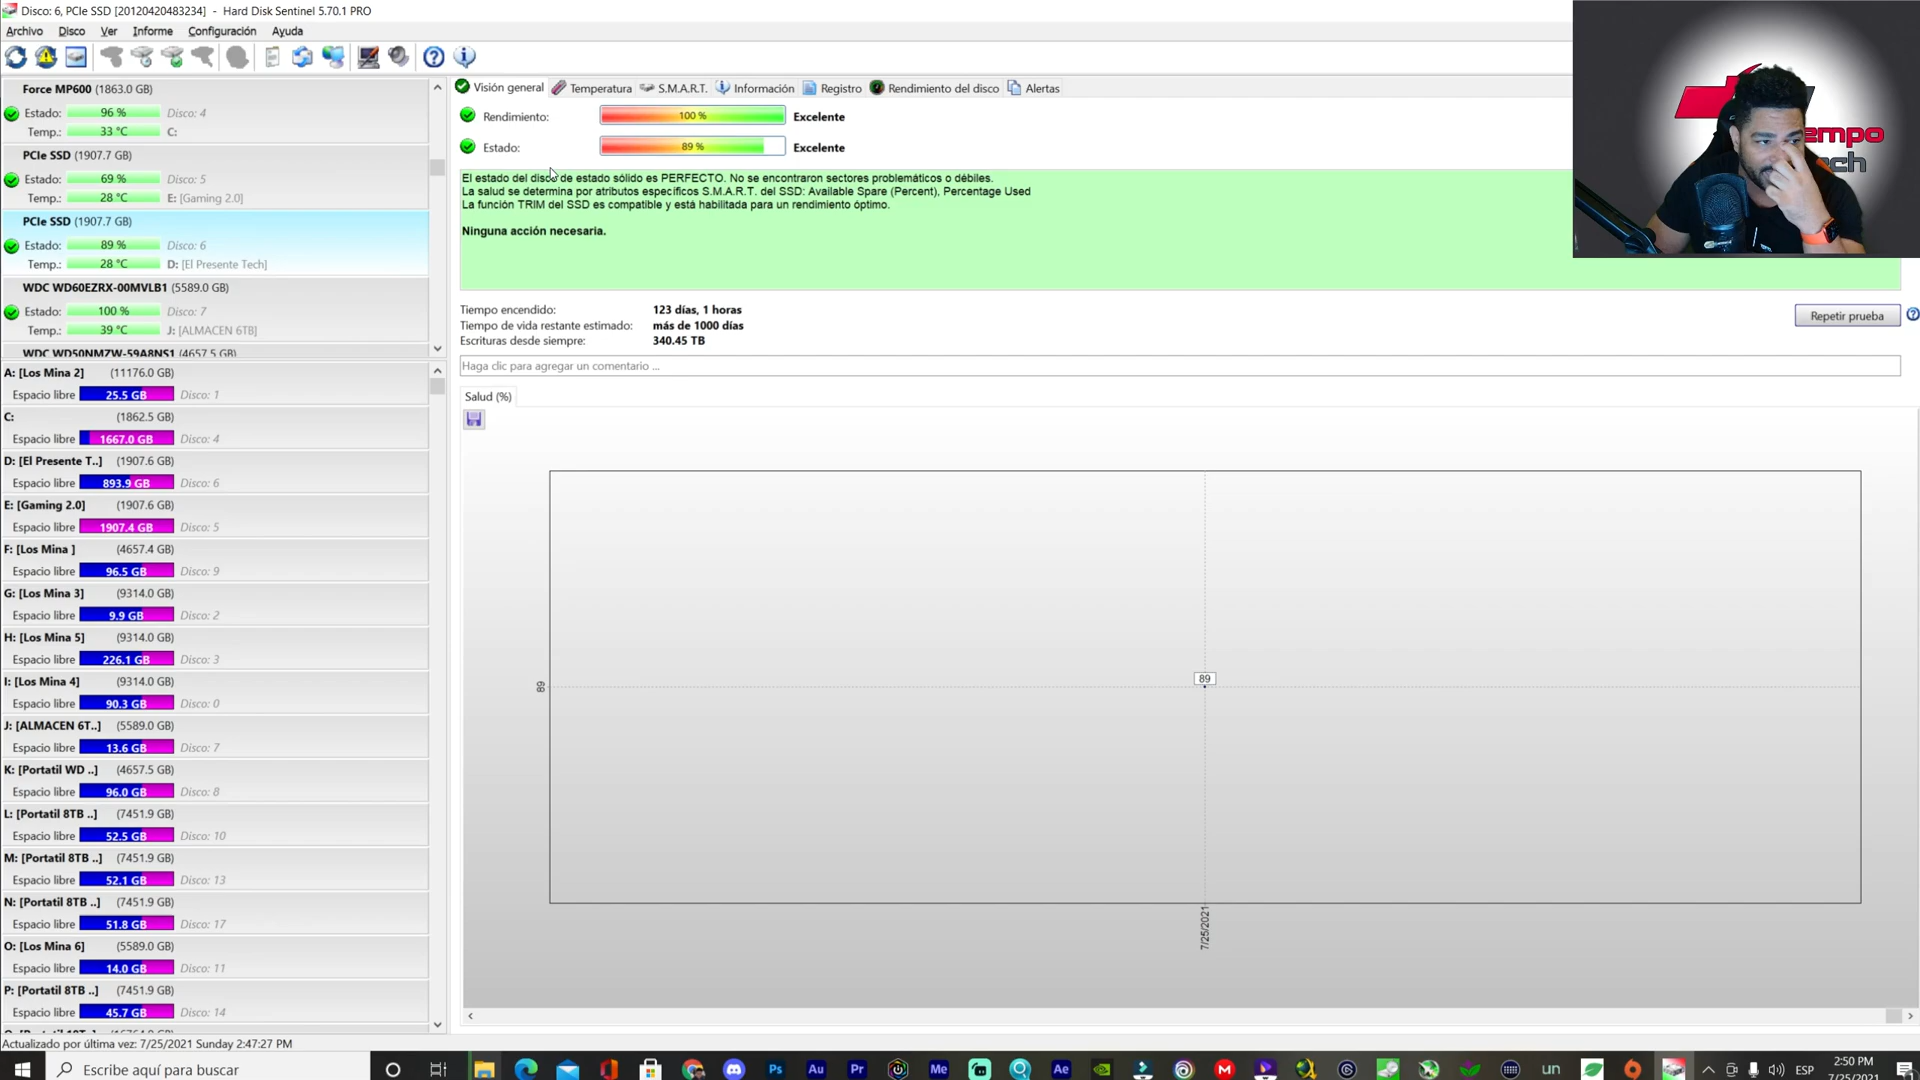 Disco: 6, PCIe SSD [20120420483234]  -  Hard Disk Sentinel 5.70.1 PRO
Archivo Disco Ver Informe Configuración Ayuda
Force MP600 (1863.0 GB)
Estado: 96 % Disco: 4
Temp.: 33 °C C:
PCIe SSD (1907.7 GB)
Estado: 69 % Disco: 5
Temp.: 28 °C E: [Gaming 2.0]
PCIe SSD (1907.7 GB)
Estado: 89 % Disco: 6
Temp.: 28 °C D: [El Presente Tech]
WDC WD60EZRX-00MVLB1 (5589.0 GB)
Estado: 100 % Disco: 7
Temp.: 39 °C J: [ALMACEN 6TB]
WDC WD50NMZW-59A8NS1 (4657.5 GB)
A: [Los Mina 2] (11176.0 GB)
Espacio libre 25.5 GB Disco: 1
C: (1862.5 GB)
Espacio libre 1667.0 GB Disco: 4
D: [El Presente T..] (1907.6 GB)
Espacio libre 893.9 GB Disco: 6
E: [Gaming 2.0] (1907.6 GB)
Espacio libre 1907.4 GB Disco: 5
F: [Los Mina ] (4657.4 GB)
Espacio libre 96.5 GB Disco: 9
G: [Los Mina 3] (9314.0 GB)
Espacio libre 9.9 GB Disco: 2
H: [Los Mina 5] (9314.0 GB)
Espacio libre 226.1 GB Disco: 3
I: [Los Mina 4] (9314.0 GB)
Espacio libre 90.3 GB Disco: 0
J: [ALMACEN 6T..] (5589.0 GB)
Espacio libre 13.6 GB Disco: 7
K: [Portatil WD ..] (4657.5 GB)
Espacio libre 96.0 GB Disco: 8
L: [Portatil 8TB ..] (7451.9 GB)
Espacio libre 52.5 GB Disco: 10
M: [Portatil 8TB ..] (7451.9 GB)
Espacio libre 52.1 GB Disco: 13
N: [Portatil 8TB ..] (7451.9 GB)
Espacio libre 51.8 GB Disco: 17
O: [Los Mina 6] (5589.0 GB)
Espacio libre 14.0 GB Disco: 11
P: [Portatil 8TB ..] (7451.9 GB)
Espacio libre 45.7 GB Disco: 14
Actualizado por última vez: 7/25/2021 Sunday 2:47:27 PM
Visión general Temperatura S.M.A.R.T. Información Registro Rendimiento del disco Alertas
Rendimiento: 100 % Excelente
Estado: 89 % Excelente
El estado del disco de estado sólido es PERFECTO. No se encontraron sectores problemáticos o débiles.
La salud se determina por atributos específicos S.M.A.R.T. del SSD: Available Spare (Percent), Percentage Used
La función TRIM del SSD es compatible y está habilitada para un rendimiento óptimo.
Ninguna acción necesaria.
Tiempo encendido: 123 días, 1 horas
Tiempo de vida restante estimado: más de 1000 días
Escrituras desde siempre: 340.45 TB
Repetir prueba
Haga clic para agregar un comentario ...
Salud (%)
89
89
7/25/2021
empo
ech
Escribe aquí para buscar
Ps Au Pr Me Ae un
ESP
2:50 PM
7/25/2021